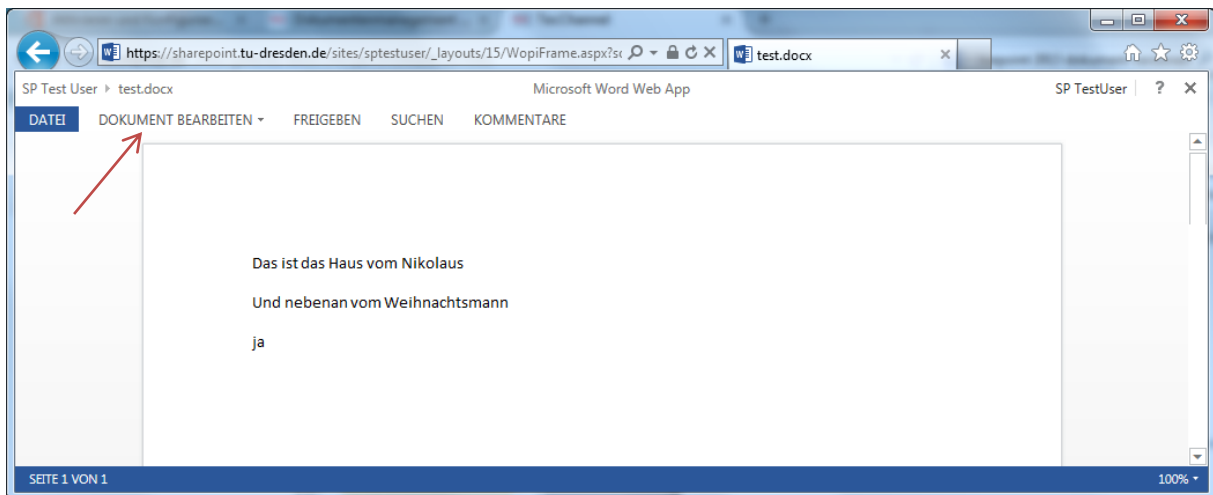 https://sharepoint.tu-dresden.de/sites/sptestuser/_layouts/15/WopiFrame.aspx?so
test.docx
SP Test User ▸ test.docx Microsoft Word Web App SP TestUser ?
DATEI DOKUMENT BEARBEITEN FREIGEBEN SUCHEN KOMMENTARE
Das ist das Haus vom Nikolaus
Und nebenan vom Weihnachtsmann
ja
SEITE 1 VON 1 100%